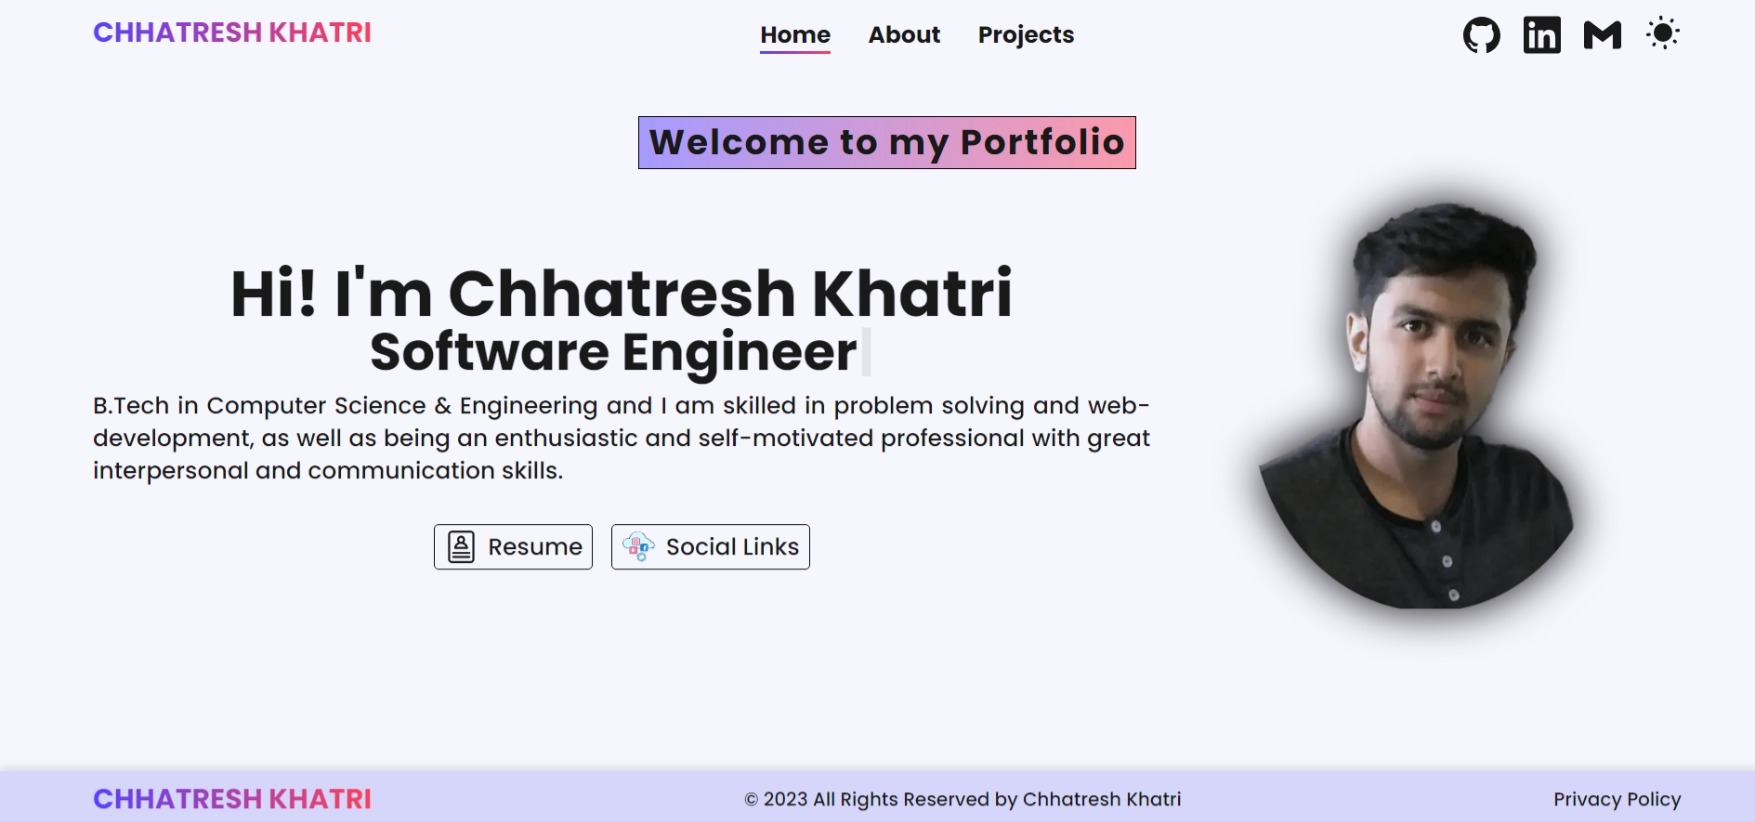 CHHATRESH KHATRI
Home About Projects
Welcome to my Portfolio
Hi! I'm Chhatresh Khatri
Software Engineer
B.Tech in Computer Science & Engineering and I am skilled in problem solving and web-
development, as well as being an enthusiastic and self-motivated professional with great
interpersonal and communication skills.
Resume Social Links
CHHATRESH KHATRI © 2023 All Rights Reserved by Chhatresh Khatri Privacy Policy